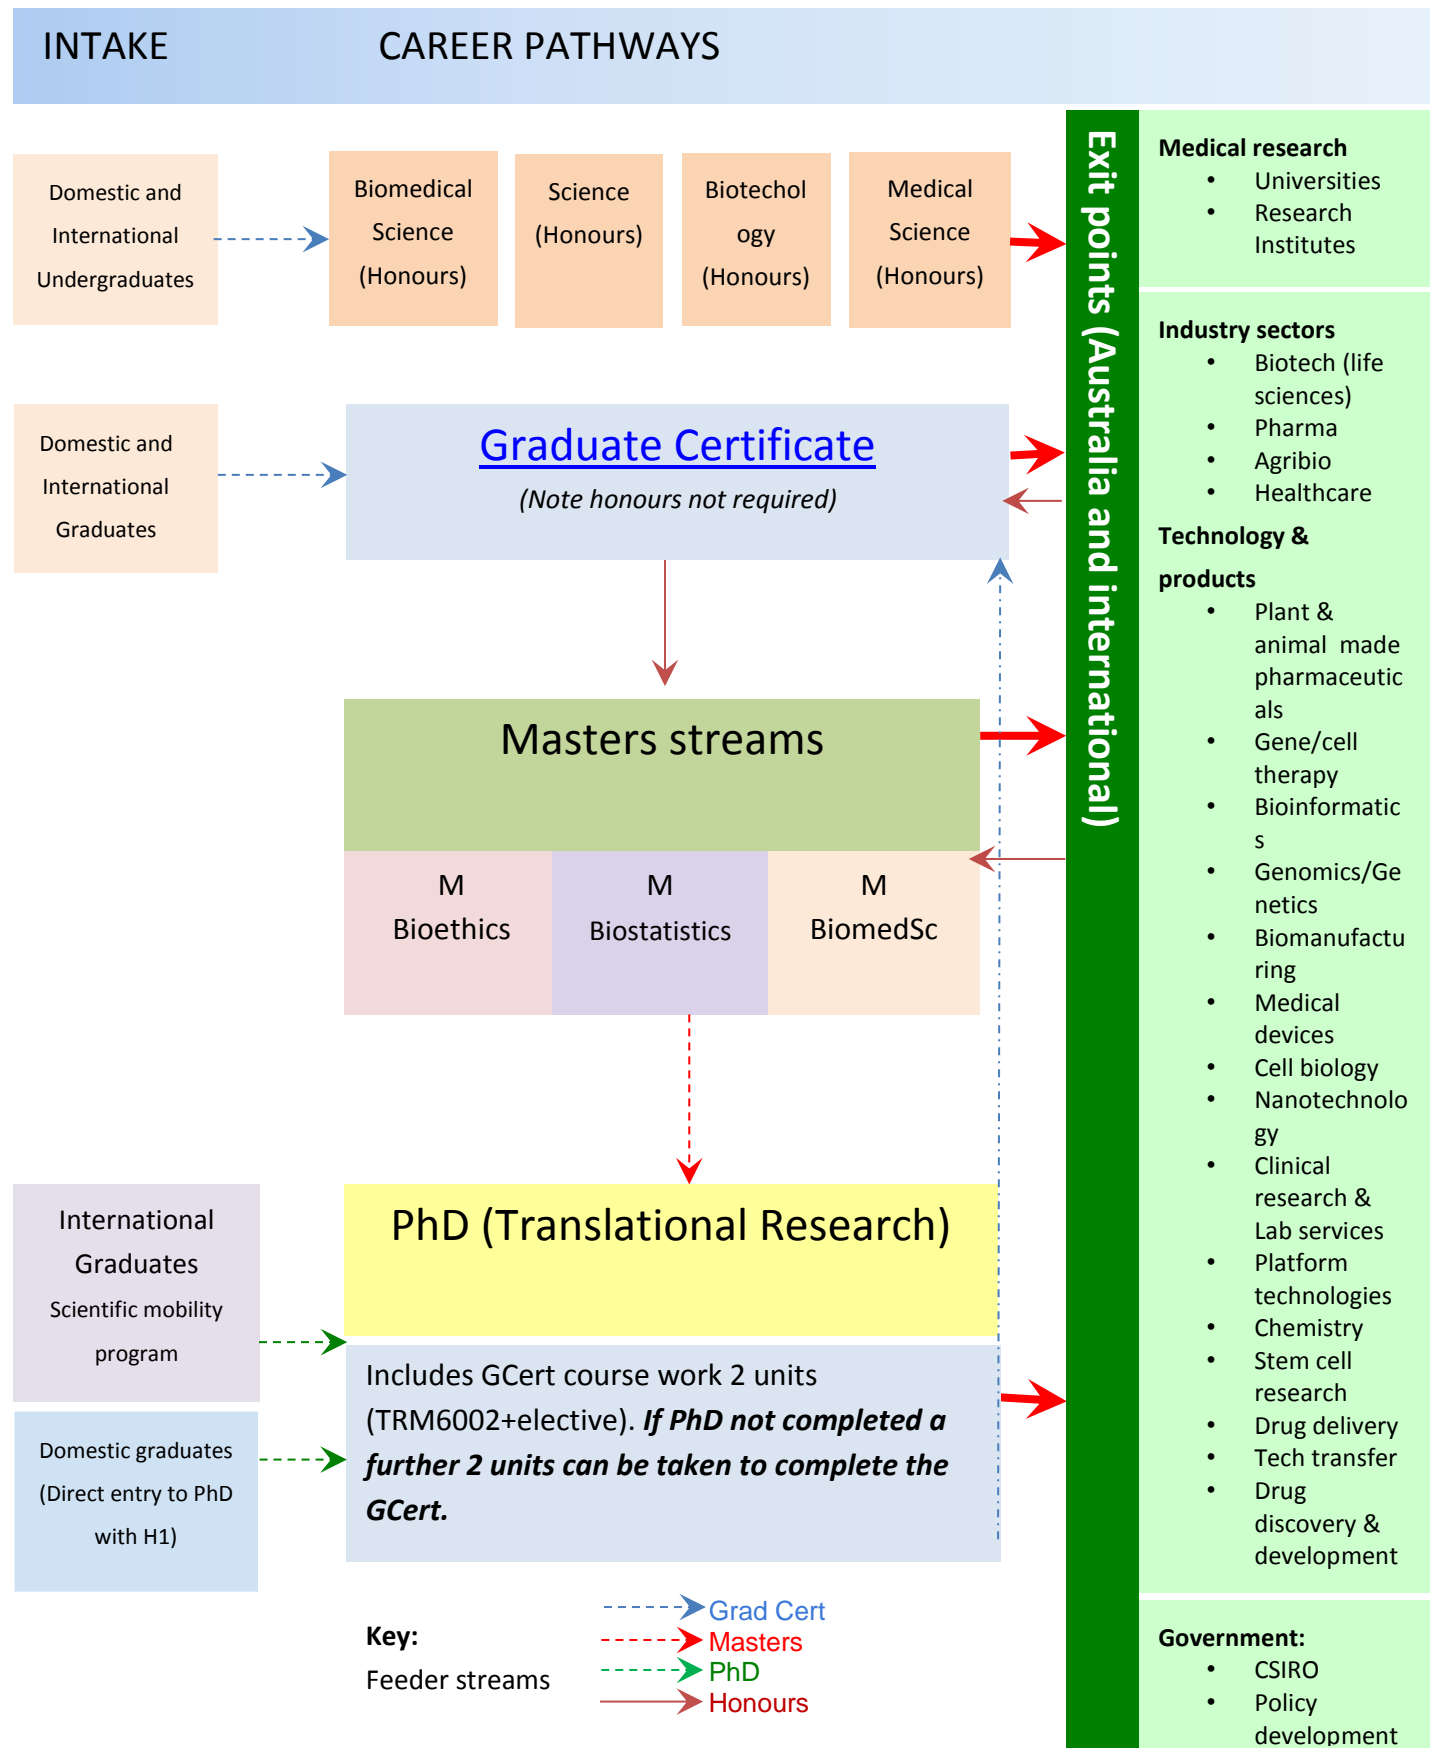 INTAKE CAREER PATHWAYS
Domestic and
International
Undergraduates
Biomedical
Science
(Honours)
Science
(Honours)
Biotechol
ogy
(Honours)
Medical
Science
(Honours)
Domestic and
International
Graduates
Graduate Certificate
(Note honours not required)
Masters streams
M
Bioethics
M
Biostatistics
M
BiomedSc
International
Graduates
Scientific mobility
program
PhD (Translational Research)
Domestic graduates
(Direct entry to PhD
with H1)
Includes GCert course work 2 units
(TRM6002+elective). If PhD not completed a
further 2 units can be taken to complete the
GCert.
Key:
Feeder streams
Grad Cert
Masters
PhD
Honours
Exit points (Australia and international)
Medical research
• Universities
• Research
Institutes
Industry sectors
• Biotech (life
sciences)
• Pharma
• Agribio
• Healthcare
Technology &
products
• Plant &
animal made
pharmaceutic
als
• Gene/cell
therapy
• Bioinformatic
s
• Genomics/Ge
netics
• Biomanufactu
ring
• Medical
devices
• Cell biology
• Nanotechnolo
gy
• Clinical
research &
Lab services
• Platform
technologies
• Chemistry
• Stem cell
research
• Drug delivery
• Tech transfer
• Drug
discovery &
development
Government:
• CSIRO
• Policy
development